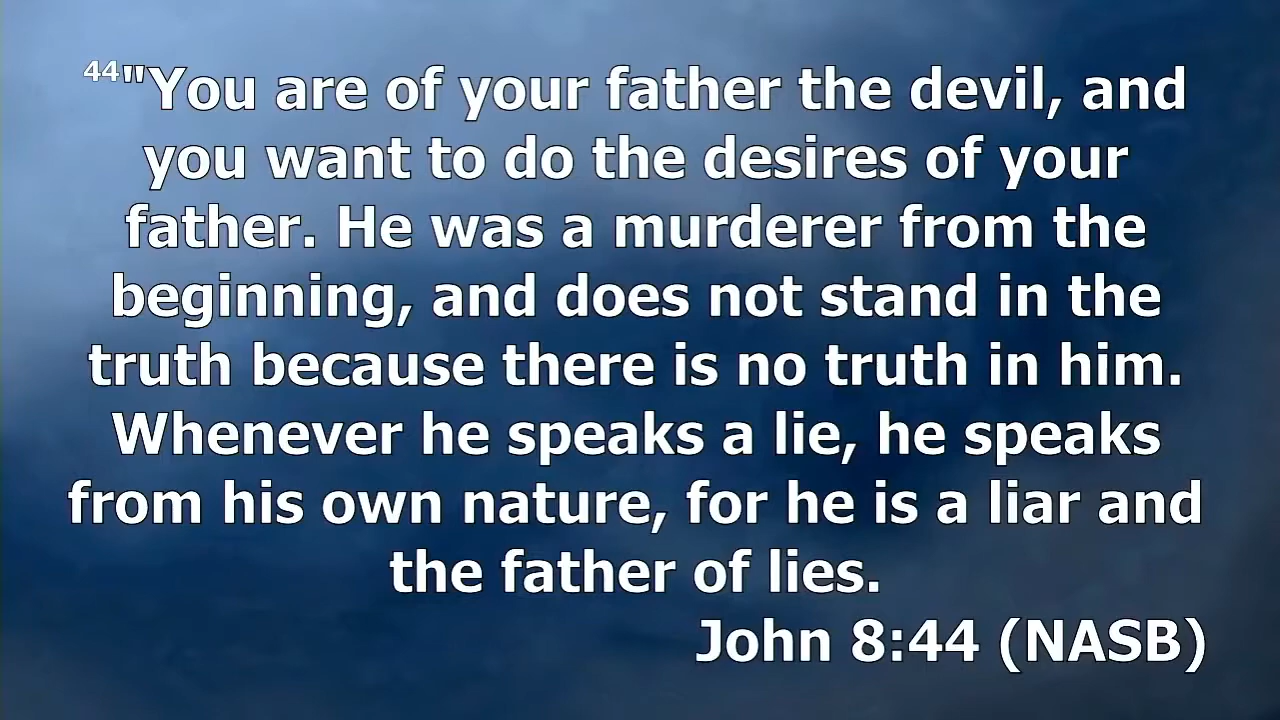 44"You are of your father the devil, and
you want to do the desires of your
father. He was a murderer from the
beginning, and does not stand in the
truth because there is no truth in him.
Whenever he speaks a lie, he speaks
from his own nature, for he is a liar and
the father of lies.
John 8:44 (NASB)